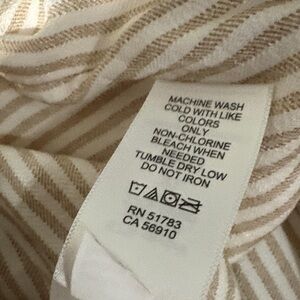 MACHINE WASH
COLD WITH LIKE
COLORS
ONLY
NON-CHLORINE
BLEACH WHEN
NEEDED
TUMBLE DRY LOW
DO NOT IRON
RN 51783
CA 56910